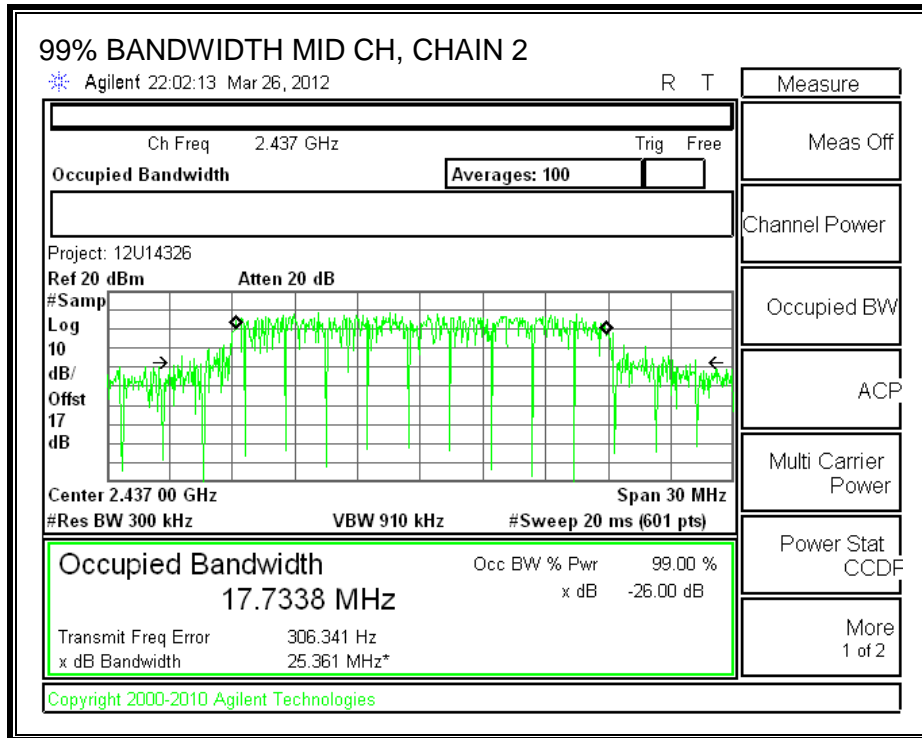 99% BANDWIDTH MID CH, CHAIN 2
Agilent 22:02:13 Mar 26, 2012 R T
Measure
Ch Freq 2.437 GHz Trig Free
Meas Off
Occupied Bandwidth Averages: 100
Channel Power
Project: 12U14326
Ref 20 dBm Atten 20 dB
#Samp
Log
10
dB/
Offst
17
dB
Occupied BW
ACP
Multi Carrier
Power
Center 2.437 00 GHz Span 30 MHz
#Res BW 300 kHz VBW 910 kHz #Sweep 20 ms (601 pts)
Occupied Bandwidth Occ BW % Pwr 99.00 %
17.7338 MHz x dB -26.00 dB
Transmit Freq Error 306.341 Hz
x dB Bandwidth 25.361 MHz*
Power Stat
CCDF
More
1 of 2
Copyright 2000-2010 Agilent Technologies